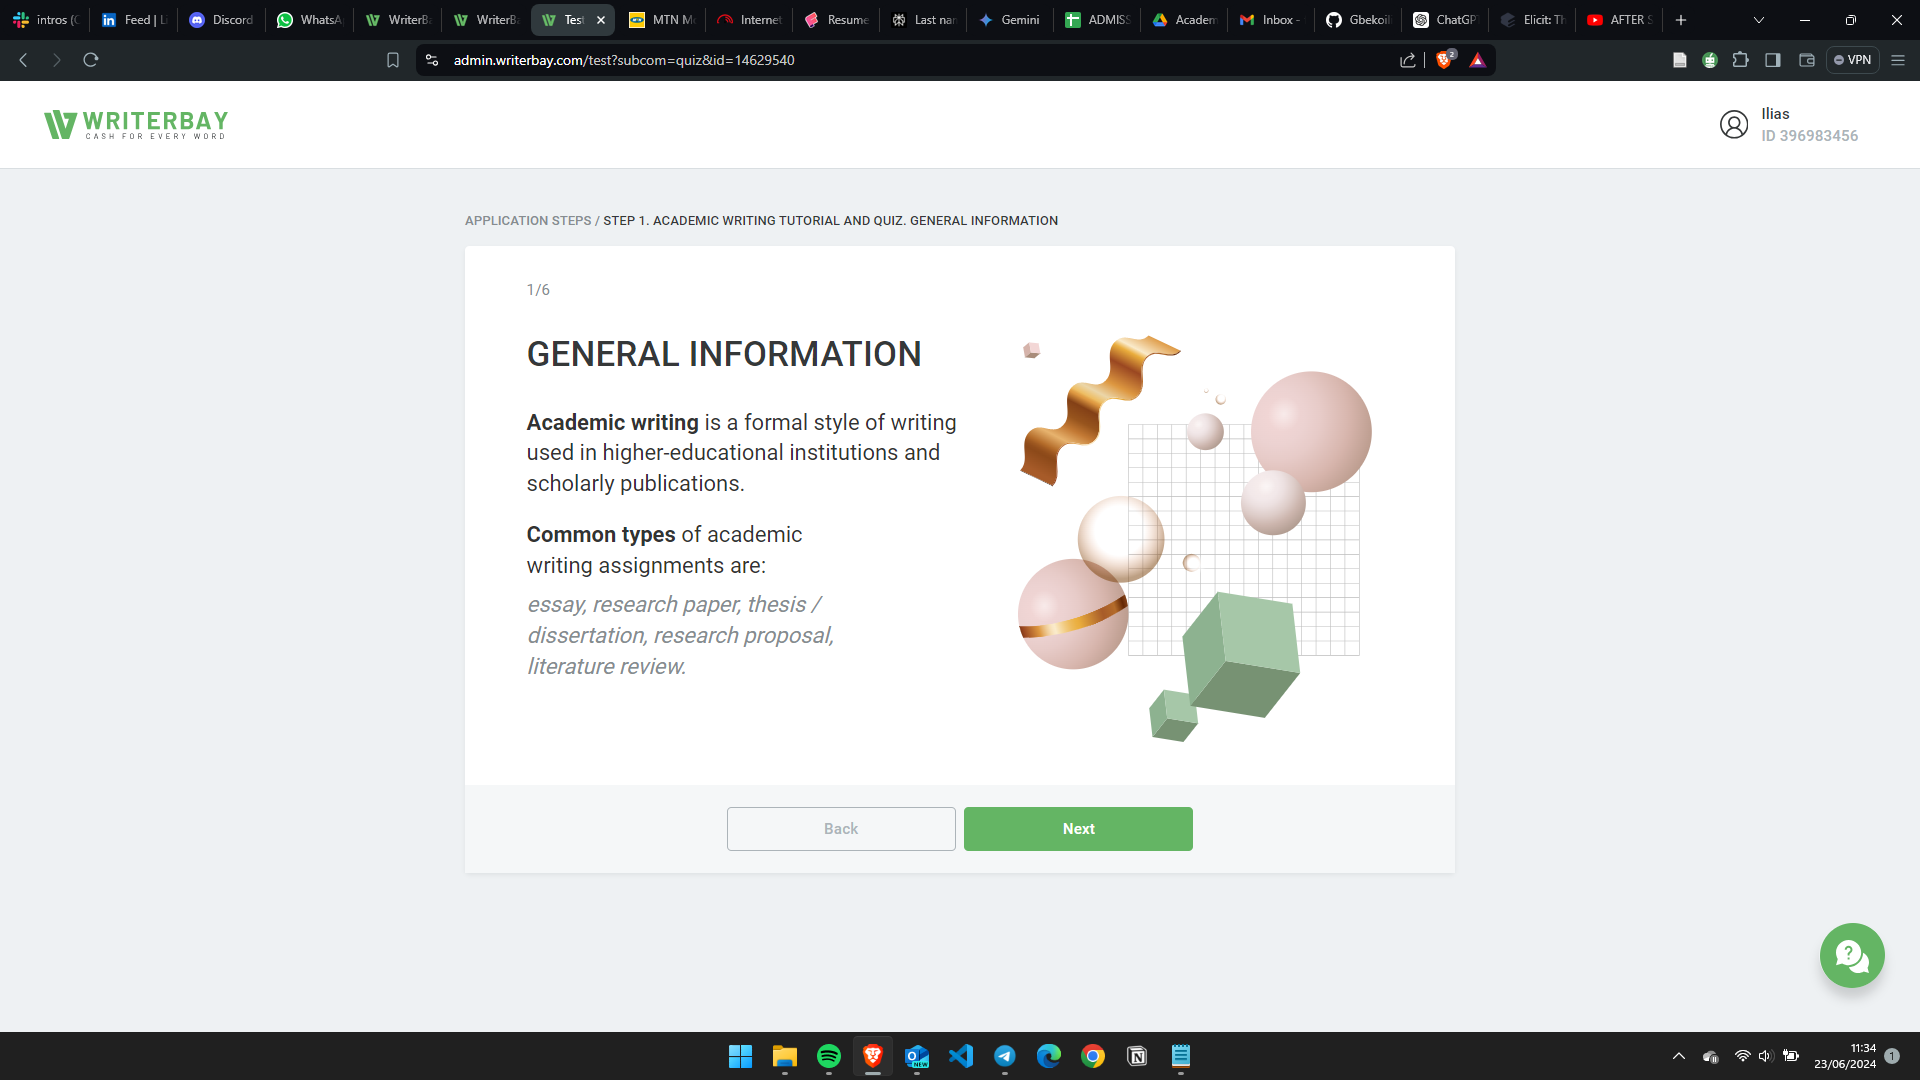 intros (
Feed | L
Discord
WhatsA
WriterB
WriterB
Test
MTN M
Internet
Resume
Last na
Gemini
ADMISS
Academ
Inbox -
Gbekoil
ChatGP
Elicit: Th
AFTER S
admin.writerbay.com/test?subcom=quiz&id=14629540
2
VPN
WRITERBAY
CASH FOR EVERY WORD
Ilias
ID 396983456
APPLICATION STEPS / STEP 1. ACADEMIC WRITING TUTORIAL AND QUIZ. GENERAL INFORMATION
1/6
GENERAL INFORMATION
Academic writing is a formal style of writing
used in higher-educational institutions and
scholarly publications.
Common types of academic
writing assignments are:
essay, research paper, thesis /
dissertation, research proposal,
literature review.
Back
Next
11:34
23/06/2024
1